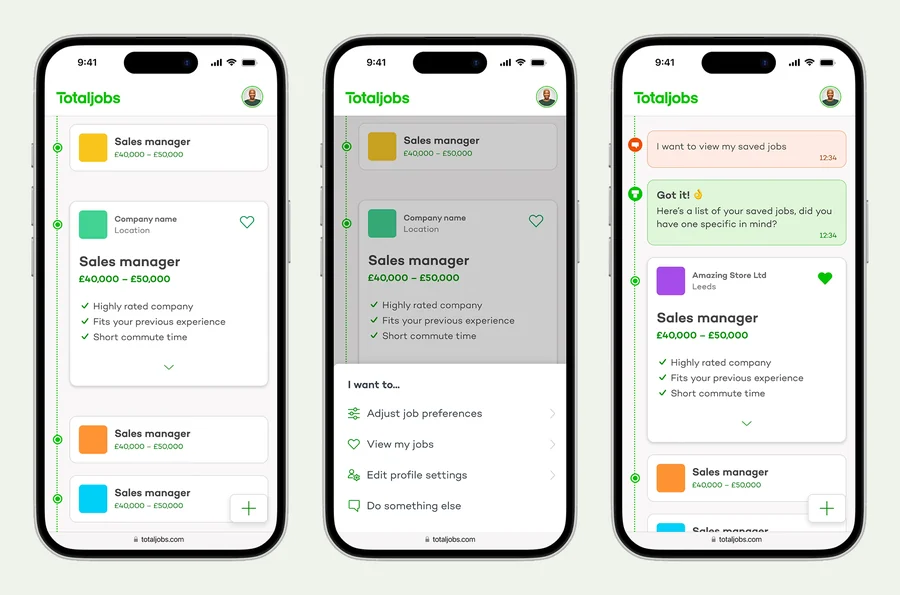 9:41
Totaljobs
Sales manager
£40,000 – £50,000
Company name
Location
Sales manager
£40,000 – £50,000
Highly rated company
Fits your previous experience
Short commute time
Sales manager
£40,000 – £50,000
Sales manager
£40,000 – £50,000
totaljobs.com
9:41
Totaljobs
Sales manager
£40,000 – £50,000
Company name
Location
Sales manager
£40,000 – £50,000
Highly rated company
Fits your previous experience
Short commute time
I want to...
Adjust job preferences
View my jobs
Edit profile settings
Do something else
totaljobs.com
9:41
Totaljobs
I want to view my saved jobs
12:34
Got it! 👌
Here's a list of your saved jobs, did you
have one specific in mind?
12:34
Amazing Store Ltd
Leeds
Sales manager
£40,000 – £50,000
Highly rated company
Fits your previous experience
Short commute time
Sales manager
£40,000 – £50,000
Sales manager
totaljobs.com